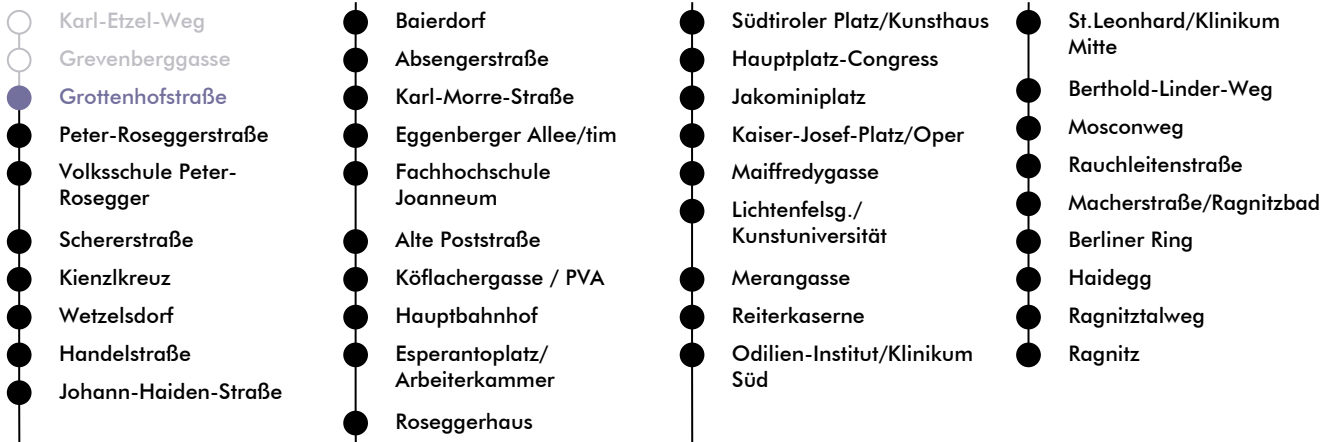 Karl-Etzel-Weg
Grevenberggasse
Grottenhofstraße
Peter-Roseggerstraße
Volksschule Peter-
Rosegger
Schererstraße
Kienzlkreuz
Wetzelsdorf
Handelstraße
Johann-Haiden-Straße
Baierdorf
Absengerstraße
Karl-Morre-Straße
Eggenberger Allee/tim
Fachhochschule
Joanneum
Alte Poststraße
Köflachergasse / PVA
Hauptbahnhof
Esperantoplatz/
Arbeiterkammer
Roseggerhaus
Südtiroler Platz/Kunsthaus
Hauptplatz-Congress
Jakominiplatz
Kaiser-Josef-Platz/Oper
Maiffredygasse
Lichtenfelsg./
Kunstuniversität
Merangasse
Reiterkaserne
Odilien-Institut/Klinikum
Süd
St.Leonhard/Klinikum
Mitte
Berthold-Linder-Weg
Mosconweg
Rauchleitenstraße
Macherstraße/Ragnitzbad
Berliner Ring
Haidegg
Ragnitztalweg
Ragnitz